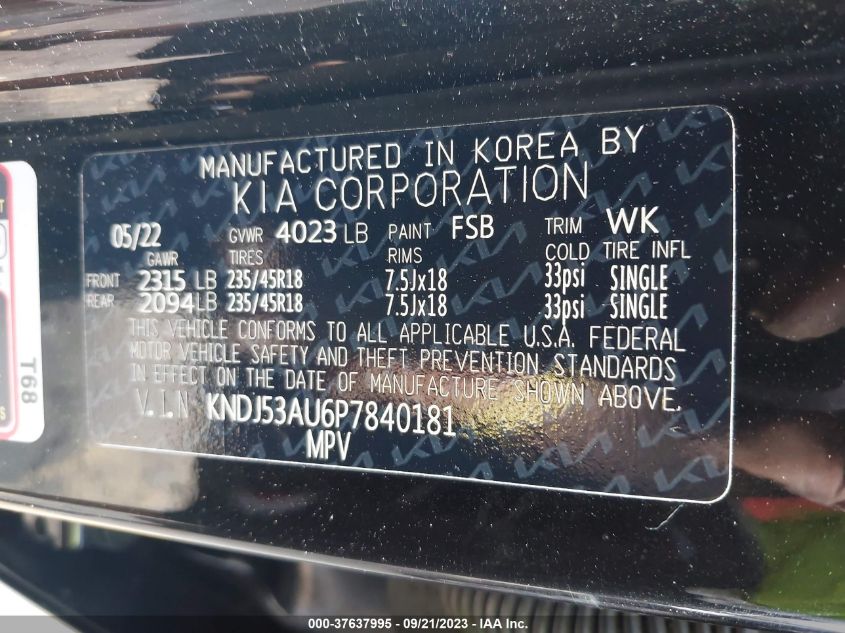 MANUFACTURED IN KOREA BY
KIA CORPORATION
05/22 GVWR 4023 LB PAINT FSB TRIM WK
GAWR TIRES RIMS COLD TIRE INFL
FRONT 2315 LB 235/45R18 7.5Jx18 33psi SINGLE
REAR 2094 LB 235/45R18 7.5Jx18 33psi SINGLE
THIS VEHICLE CONFORMS TO ALL APPLICABLE U.S.A. FEDERAL
MOTOR VEHICLE SAFETY AND THEFT PREVENTION STANDARDS
IN EFFECT ON THE DATE OF MANUFACTURE SHOWN ABOVE.
V.I.N KNDJ53AU6P7840181
MPV
T68
000-37637995 - 09/21/2023 - IAA Inc.